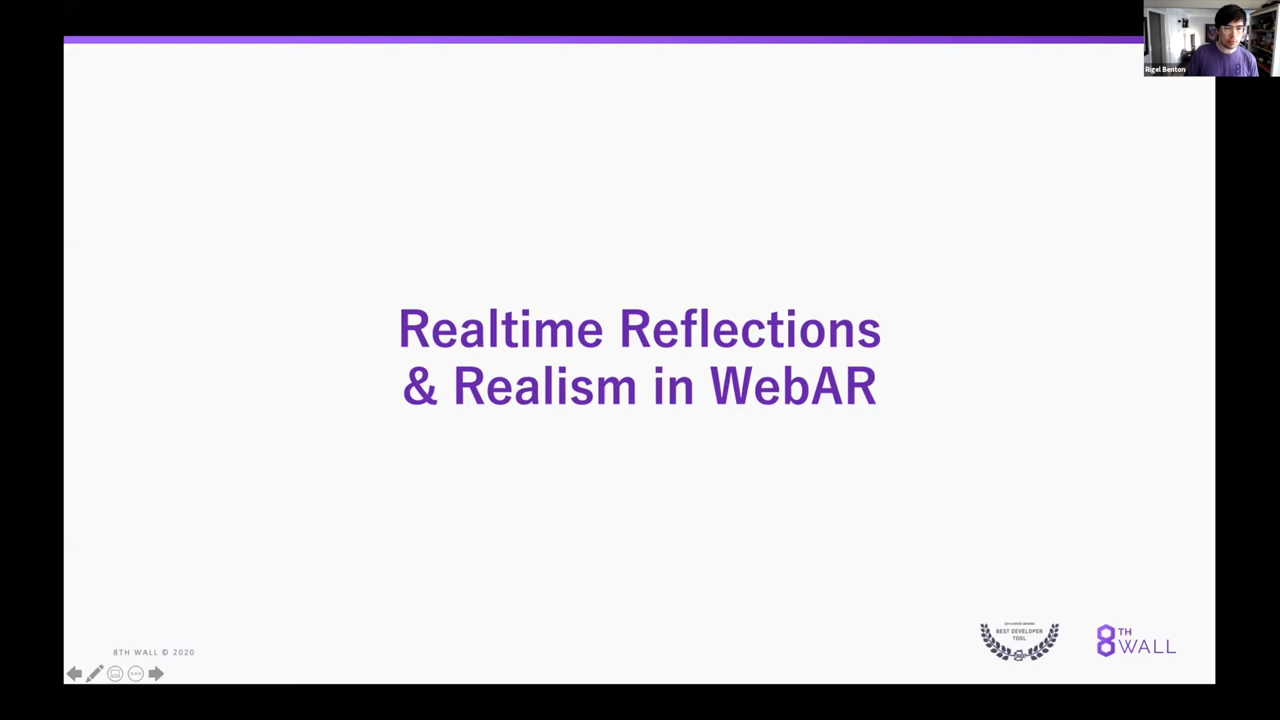 Rigel Benton
Realtime Reflections
& Realism in WebAR
BEST DEVELOPER
TOOL
8TH WALL © 2020
8TH
WALL